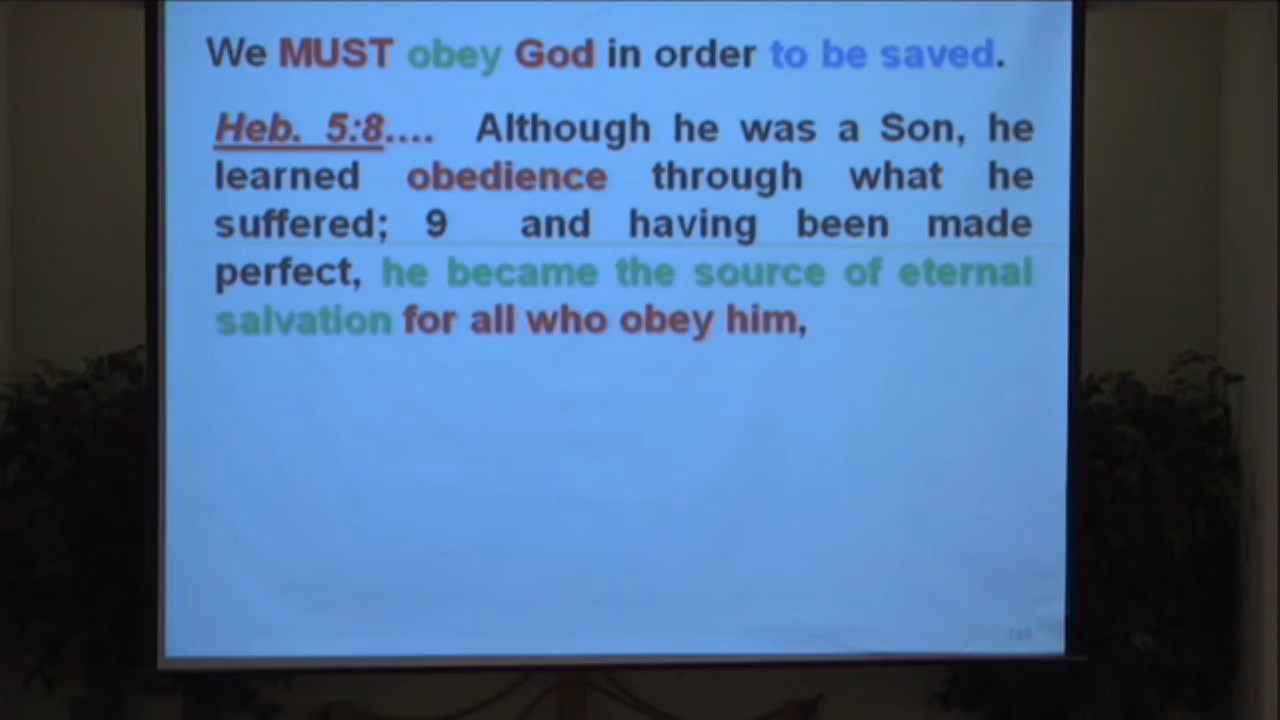 We MUST obey God in order to be saved.
Heb. 5:8.... Although he was a Son, he
learned obedience through what he
suffered; 9 and having been made
perfect, he became the source of eternal
salvation for all who obey him,